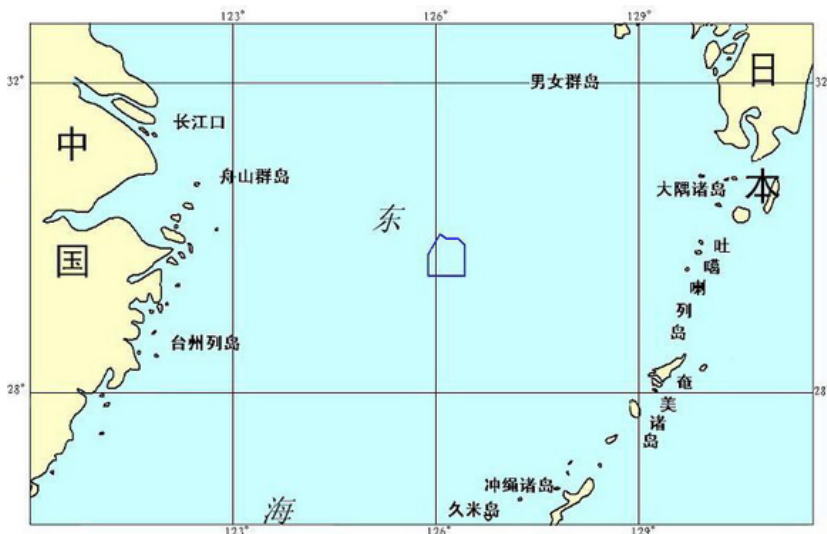 123° 126° 129°
32° 32°
男女群岛
日本
长江口
中国
舟山群岛
大隅诸岛
东海
吐噶喇列岛
台州列岛
28° 28°
奄美诸岛
冲绳诸岛
久米岛
123° 126° 129°